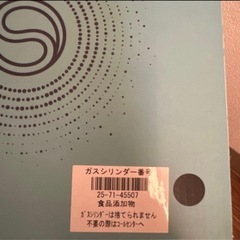 ガスシリンダー番号
25-71-45507
食品添加物
ガスシリンダーは捨てられません
不要の際はコールセンターへ